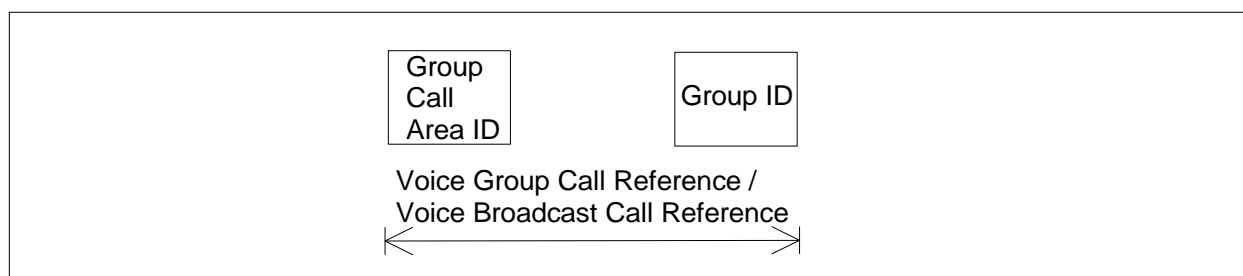 Group
Call
Area ID
Group ID
Voice Group Call Reference /
Voice Broadcast Call Reference